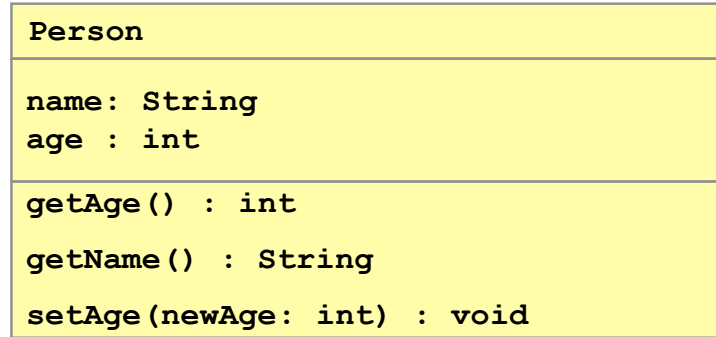 Person
name: String
age : int
getAge() : int
getName() : String
setAge(newAge: int) : void